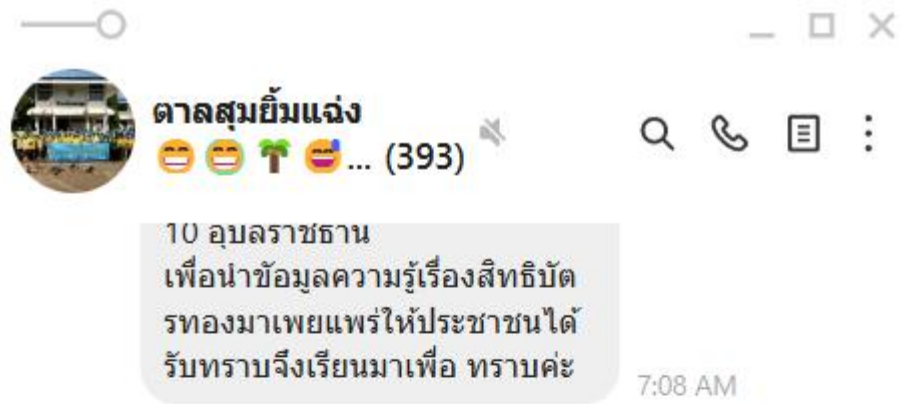 ตาลสุมยิ้มแฉ่ง
😁😁🌴😅... (393)
10 อุบลราชธาน
เพื่อนำข้อมูลความรู้เรื่องสิทธิบัต
รทองมาเพยแพร่ให้ประชาชนได้
รับทราบจึงเรียนมาเพื่อ ทราบค่ะ
7:08 AM